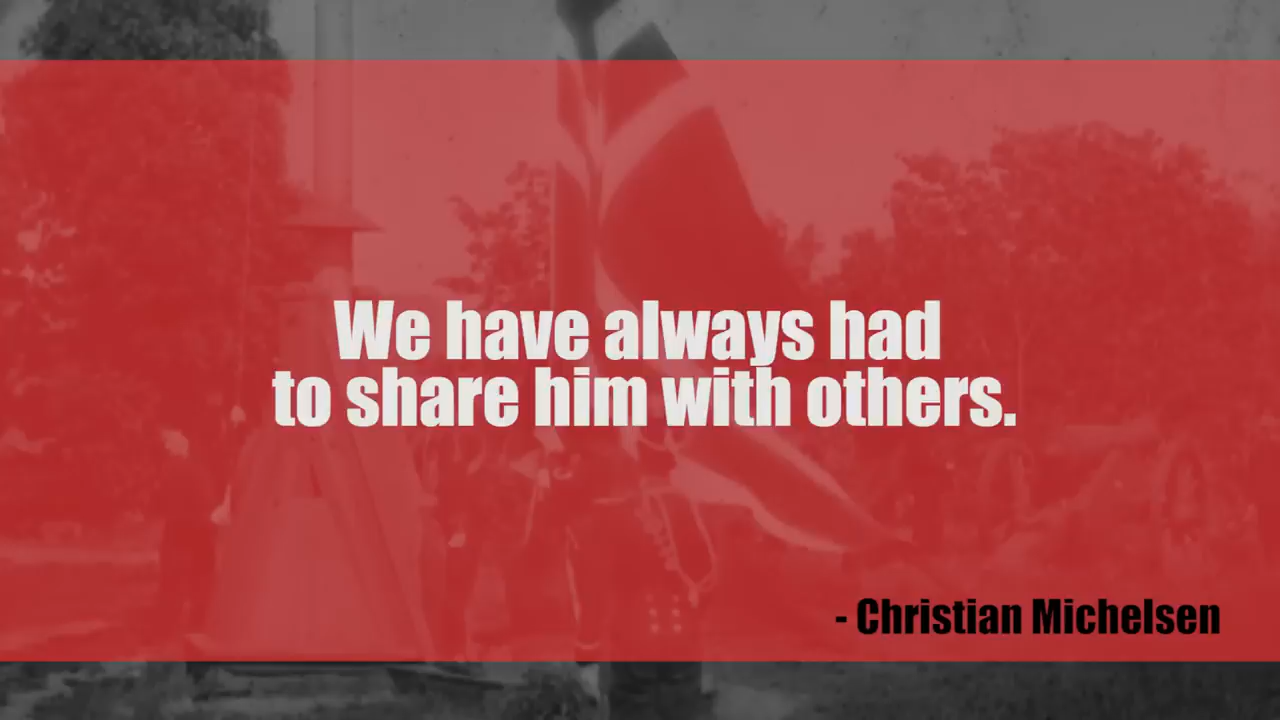 We have always had
to share him with others.
- Christian Michelsen